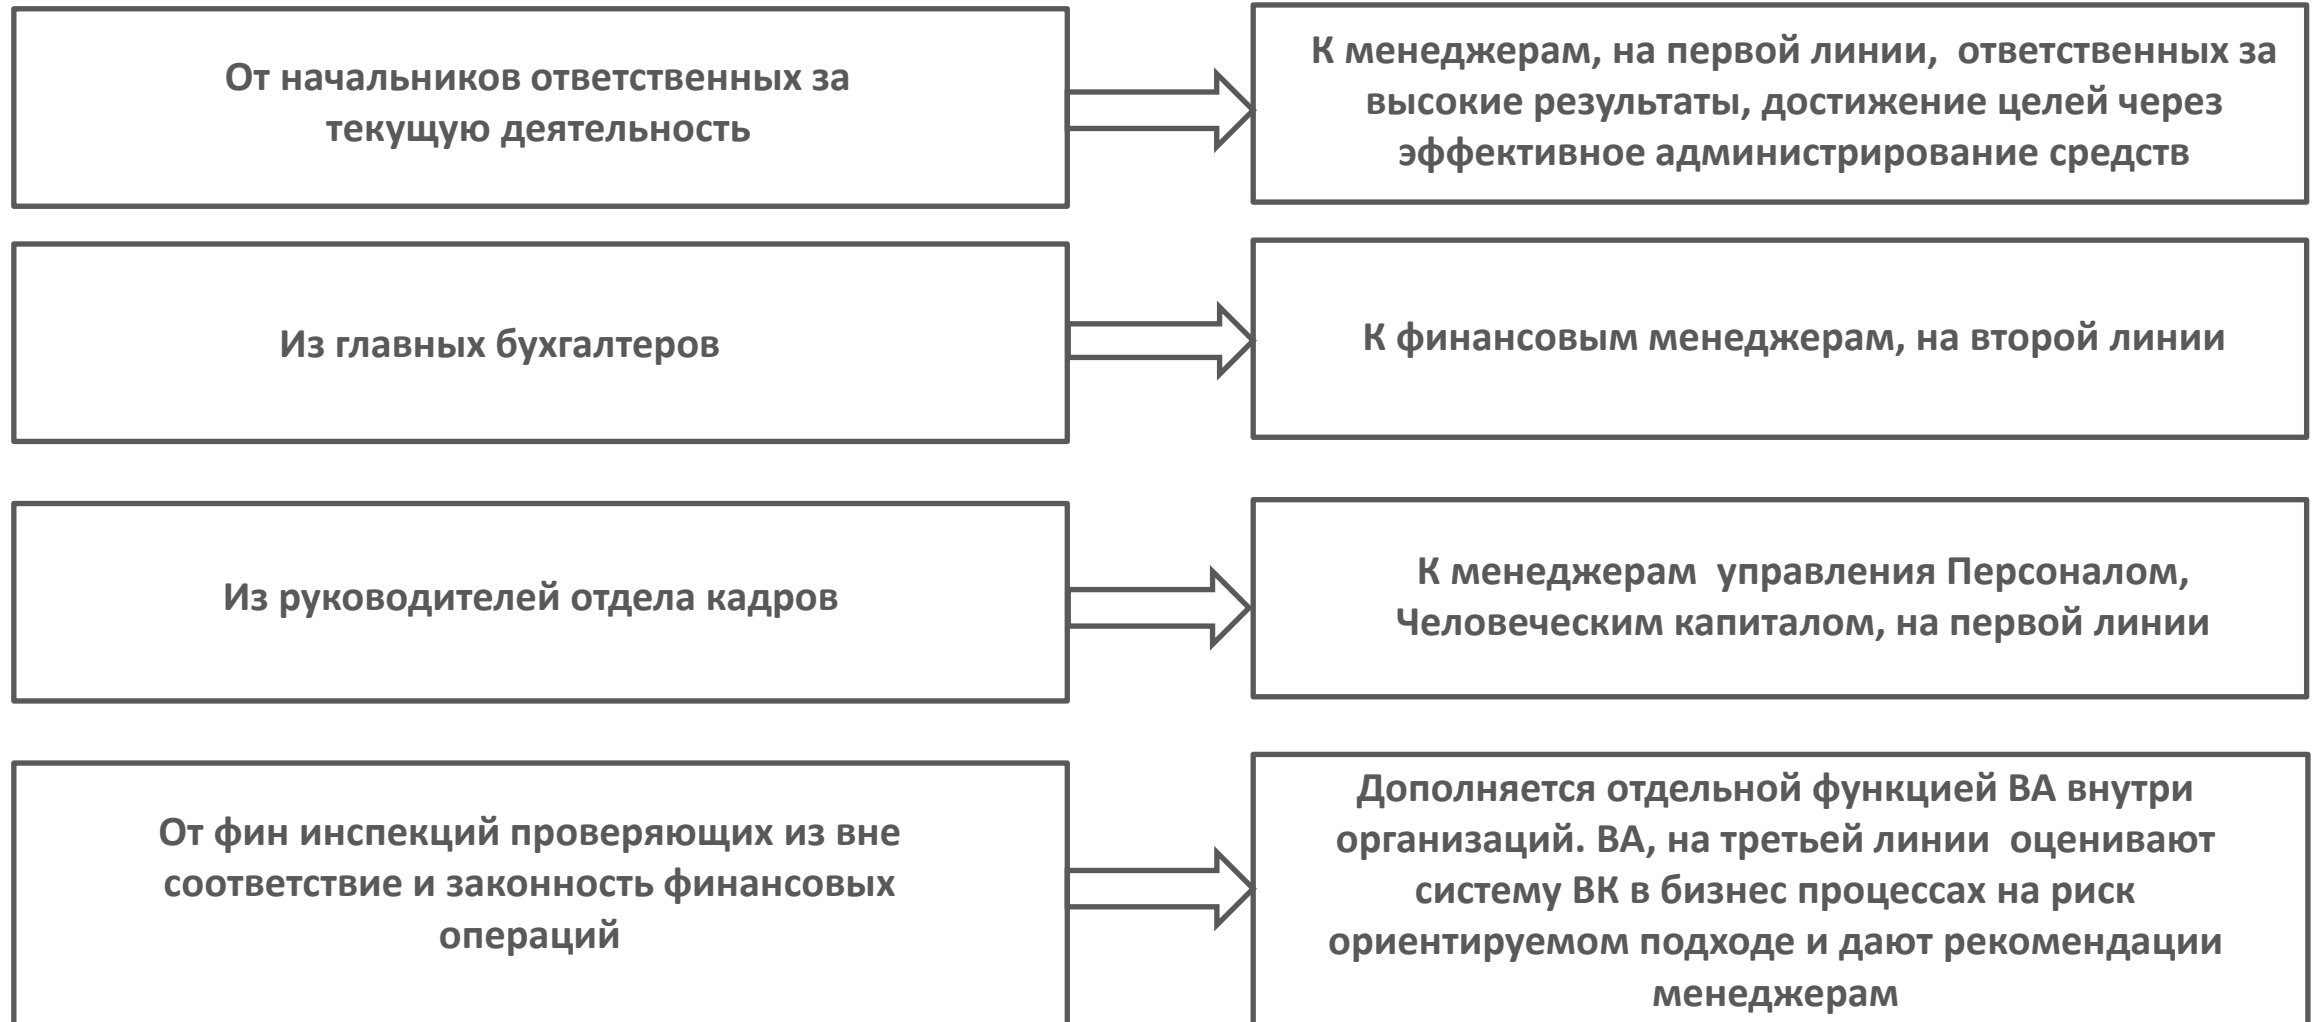 От начальников ответственных за
текущую деятельность
К менеджерам, на первой линии, ответственных за
высокие результаты, достижение целей через
эффективное администрирование средств
Из главных бухгалтеров
К финансовым менеджерам, на второй линии
Из руководителей отдела кадров
К менеджерам управления Персоналом,
Человеческим капиталом, на первой линии
От фин инспекций проверяющих из вне
соответствие и законность финансовых
операций
Дополняется отдельной функцией ВА внутри
организаций. ВА, на третьей линии оценивают
систему ВК в бизнес процессах на риск
ориентируемом подходе и дают рекомендации
менеджерам